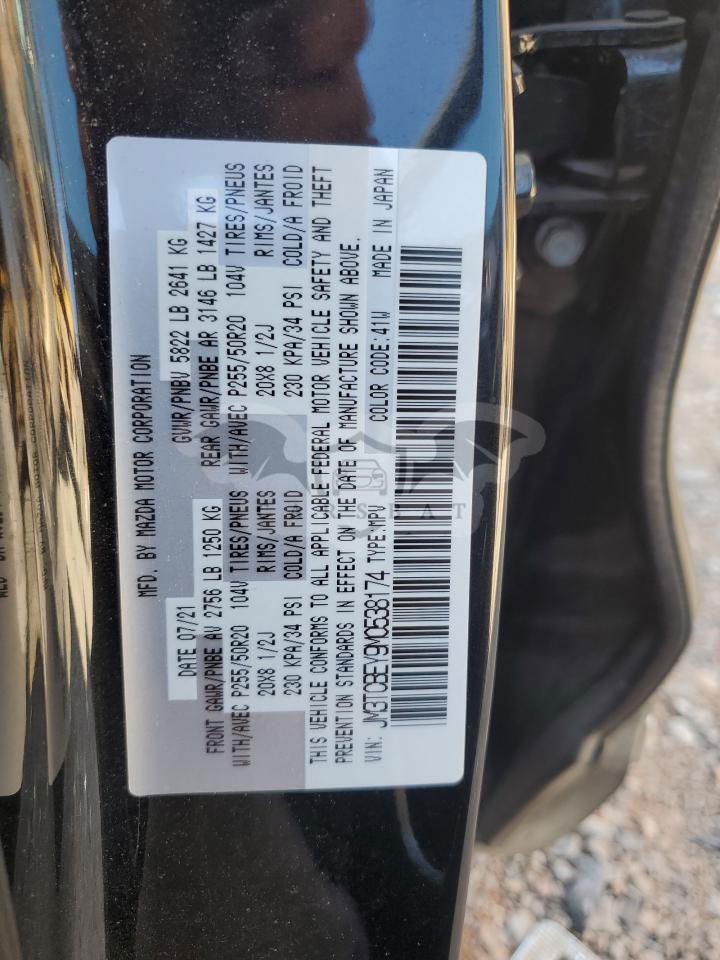 MFD. BY MAZDA MOTOR CORPORATION
DATE 07/21 GVWR/PNBV 5822 LB 2641 KG
FRONT GAWR/PNBE AV 2756 LB 1250 KG REAR GAWR/PNBE AR 3146 LB 1427 KG
WITH/AVEC P255/50R20 104V TIRES/PNEUS WITH/AVEC P255/50R20 104V TIRES/PNEUS
20X8 1/2J RIMS/JANTES 20X8 1/2J RIMS/JANTES
230 KPA/34 PSI COLD/A FROID 230 KPA/34 PSI COLD/A FROID
THIS VEHICLE CONFORMS TO ALL APPLICABLE FEDERAL MOTOR VEHICLE SAFETY AND THEFT
PREVENTION STANDARDS IN EFFECT ON THE DATE OF MANUFACTURE SHOWN ABOVE.
VIN: JM3TCBEY9M0538174 TYPE:MPV COLOR CODE:41W MADE IN JAPAN